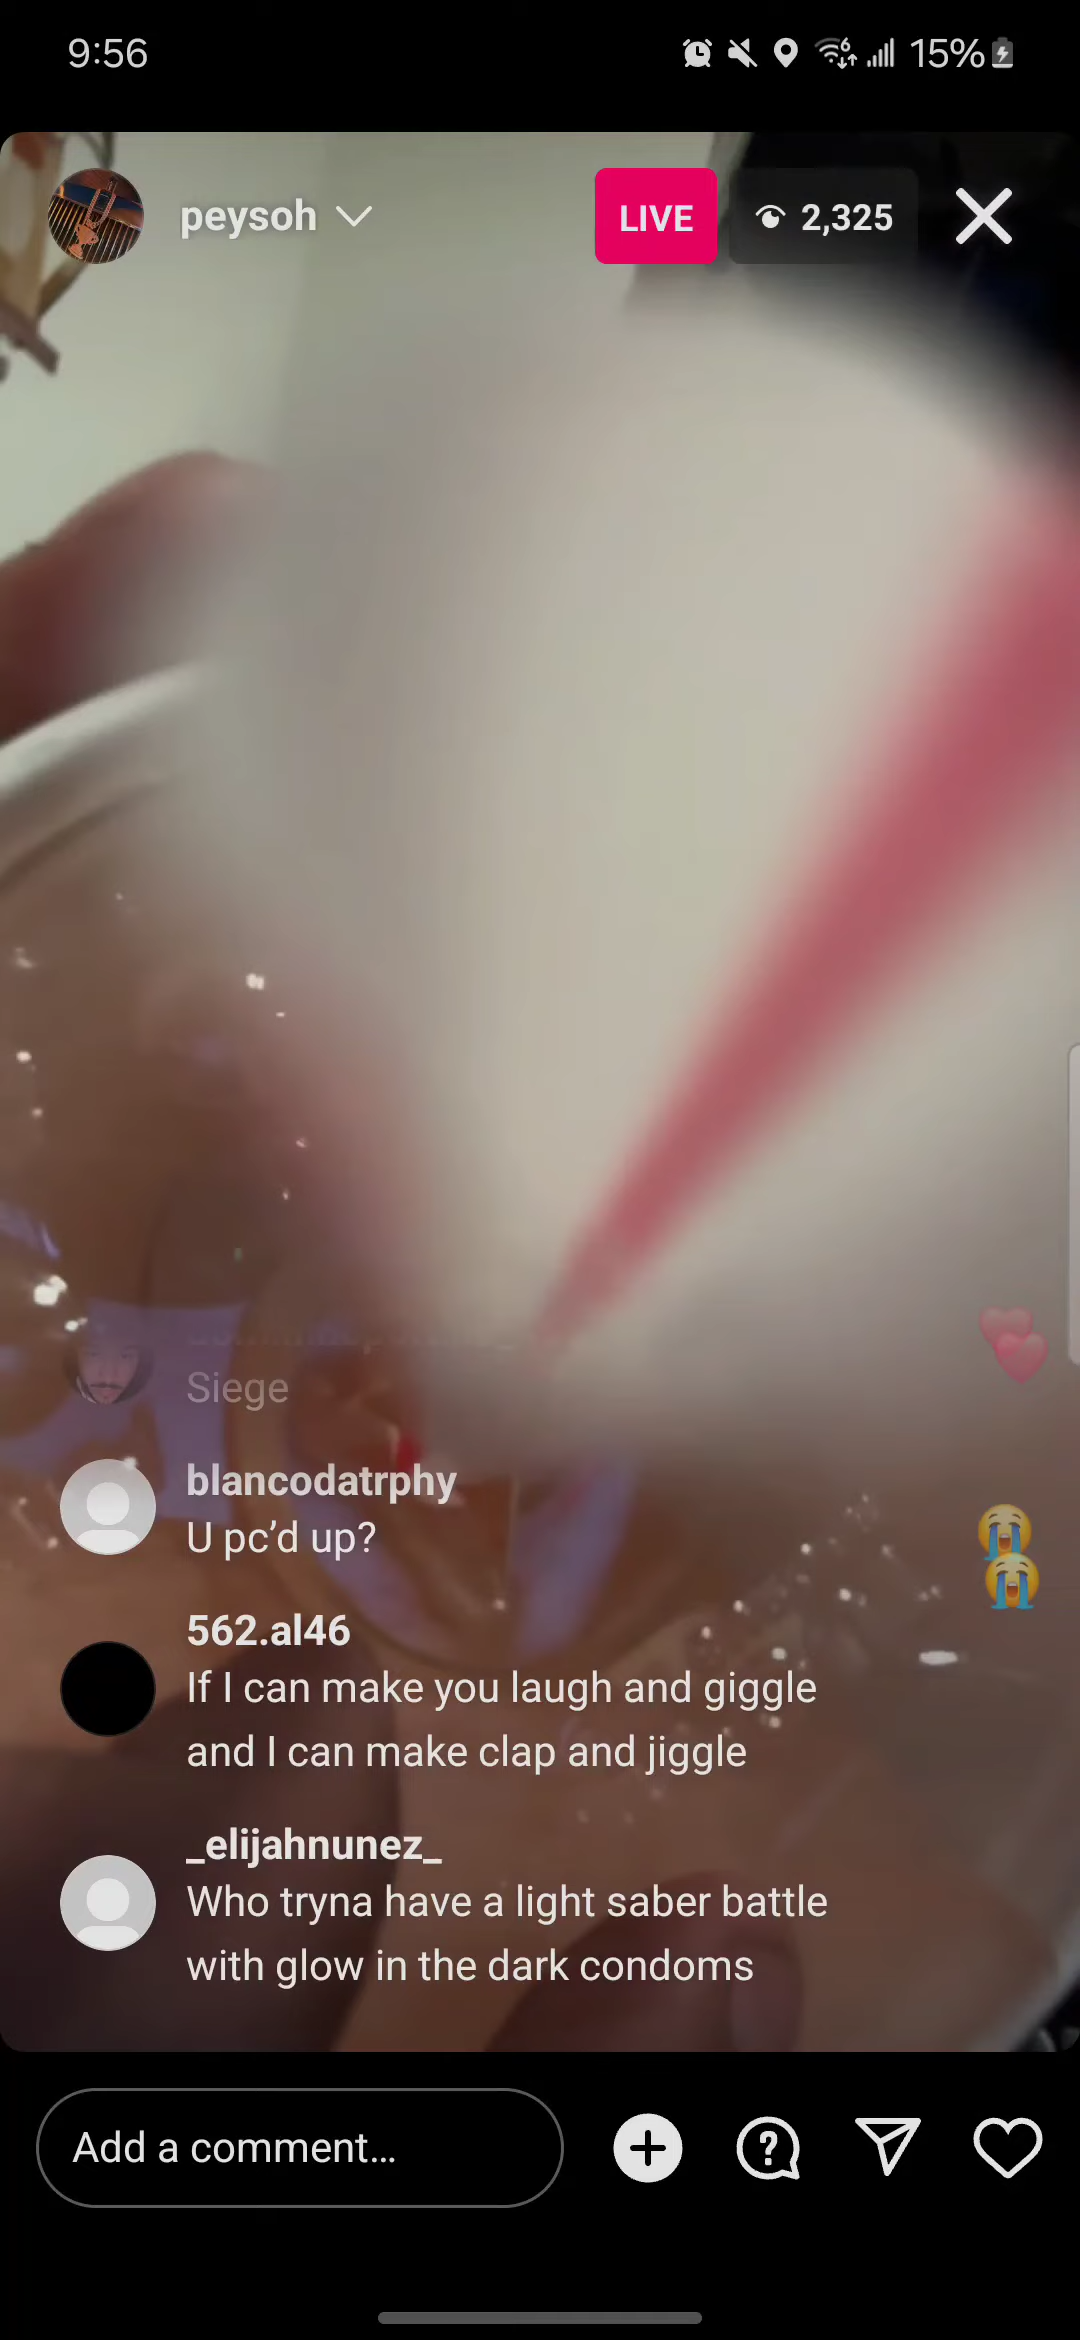 9:56
6
15%
peysoh
LIVE
2,325
Siege
blancodatrphy
U pc’d up?
562.al46
If I can make you laugh and giggle
and I can make clap and jiggle
_elijahnunez_
Who tryna have a light saber battle
with glow in the dark condoms
Add a comment…